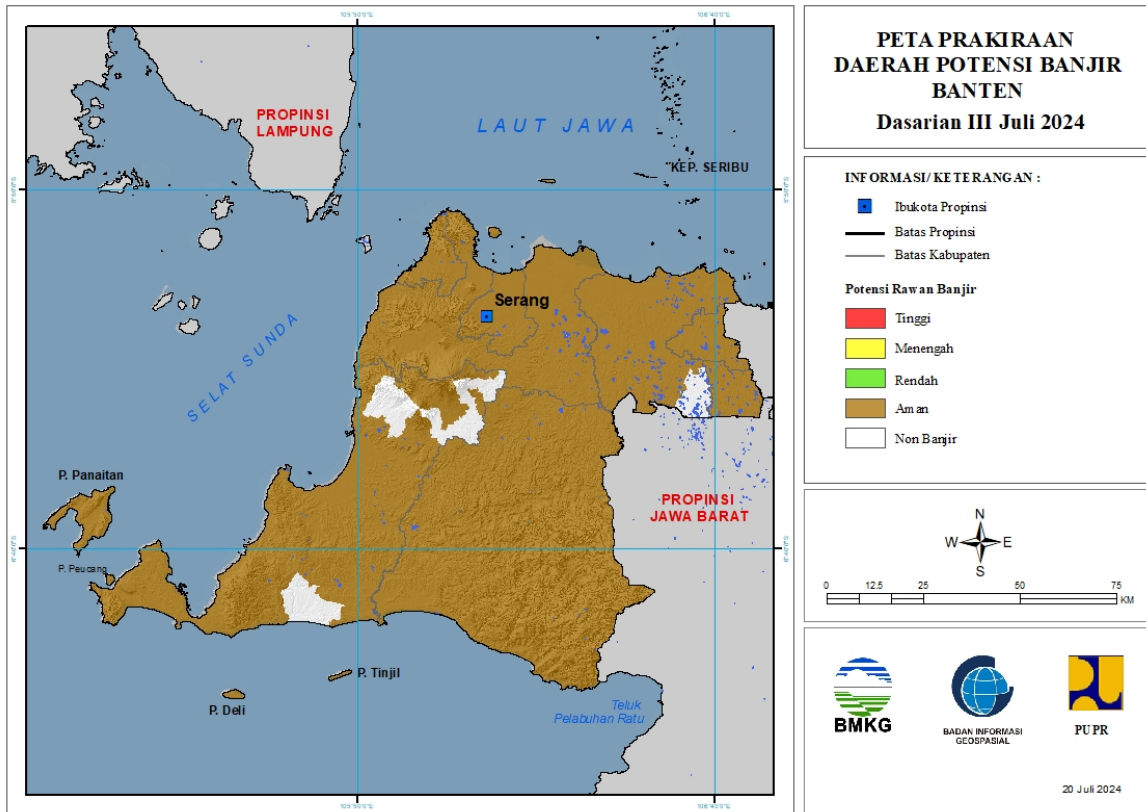 PETA PRAKIRAAN
DAERAH POTENSI BANJIR
BANTEN
Dasarian III Juli 2024
INFORMASI/ KETERANGAN :
Ibukota Propinsi
Batas Propinsi
Batas Kabupaten
Potensi Rawan Banjir
Tinggi
Menengah
Rendah
Aman
Non Banjir
N
W
E
S
0
12.5
25
50
75
KM
BMKG
BADAN INFORMASI
GEOSPASIAL
PUPR
20 Juli 2024
PROPINSI
LAMPUNG
LAUT JAWA
KEP. SERIBU
Serang
SELAT SUNDA
P. Panaitan
PROPINSI
JAWA BARAT
P. Peucang
P. Tinjil
P. Deli
Teluk
Pelabuhan Ratu